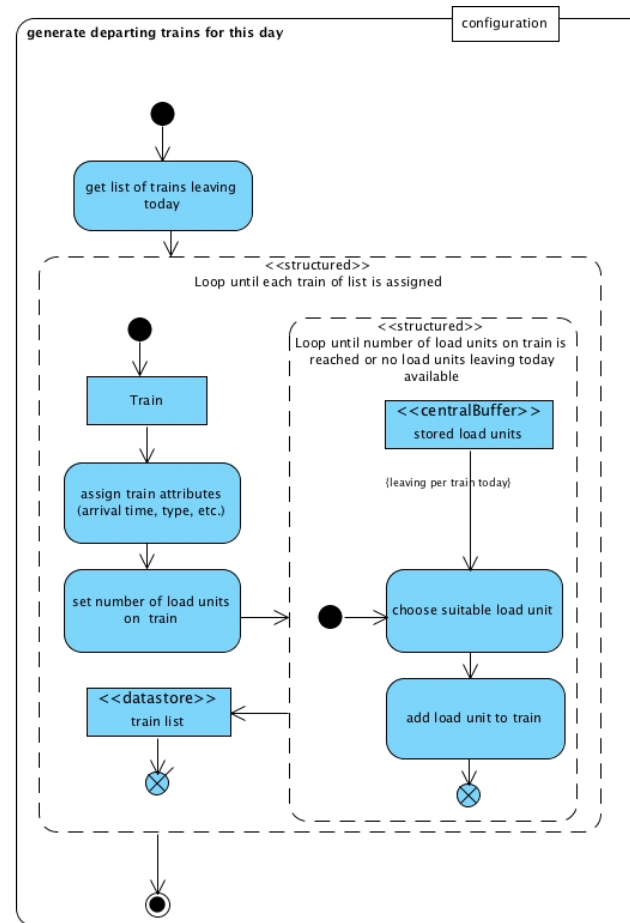 configuration
generate departing trains for this day
get list of trains leaving
today
<<structured>>
Loop until each train of list is assigned
Train
assign train attributes
(arrival time, type, etc.)
set number of load units
on train
<<datastore>>
train list
<<structured>>
Loop until number of load units on train is
reached or no load units leaving today
available
<<centralBuffer>>
stored load units
{leaving per train today}
choose suitable load unit
add load unit to train